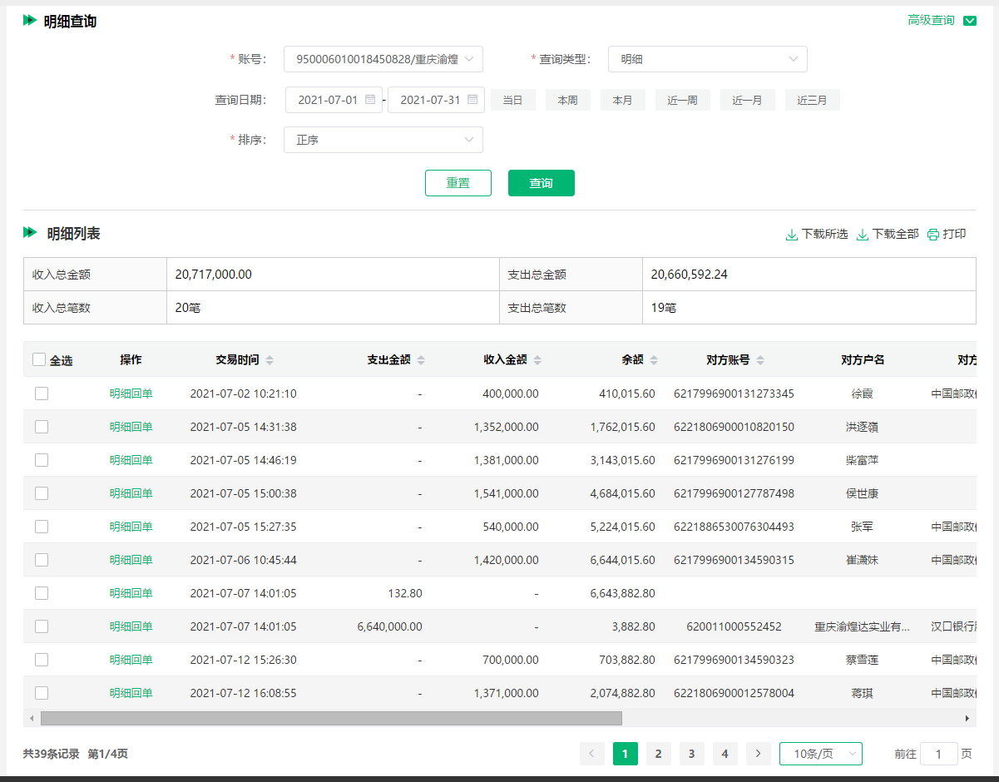 明细查询 高级查询
* 账号： 950006010018450828/重庆渝煌 * 查询类型： 明细
查询日期： 2021-07-01 - 2021-07-31 当日 本周 本月 近一周 近一月 近三月
* 排序： 正序
重置 查询
明细列表 下载所选 下载全部 打印
收入总金额 20,717,000.00 支出总金额 20,660,592.24
收入总笔数 20笔 支出总笔数 19笔
全选 操作 交易时间 支出金额 收入金额 余额 对方账号 对方户名 对方
明细回单 2021-07-02 10:21:10 - 400,000.00 410,015.60 6217996900131273345 徐霞 中国邮政
明细回单 2021-07-05 14:31:38 - 1,352,000.00 1,762,015.60 6221806900010820150 洪逐嶺
明细回单 2021-07-05 14:46:19 - 1,381,000.00 3,143,015.60 6217996900131276199 柴富萍
明细回单 2021-07-05 15:00:38 - 1,541,000.00 4,684,015.60 6217996900127787498 侯世康
明细回单 2021-07-05 15:27:35 - 540,000.00 5,224,015.60 6221886530076304493 张军 中国邮政
明细回单 2021-07-06 10:45:44 - 1,420,000.00 6,644,015.60 6217996900134590315 崔潇妹 中国邮政
明细回单 2021-07-07 14:01:05 132.80 - 6,643,882.80
明细回单 2021-07-07 14:01:05 6,640,000.00 - 3,882.80 620011000552452 重庆渝煌达实业有... 汉口银行
明细回单 2021-07-12 15:26:30 - 700,000.00 703,882.80 6217996900134590323 蔡雪莲 中国邮政
明细回单 2021-07-12 16:08:55 - 1,371,000.00 2,074,882.80 6221806900012578004 蒋琪 中国邮政
共39条记录 第1/4页 1 2 3 4 10条/页 前往 1 页